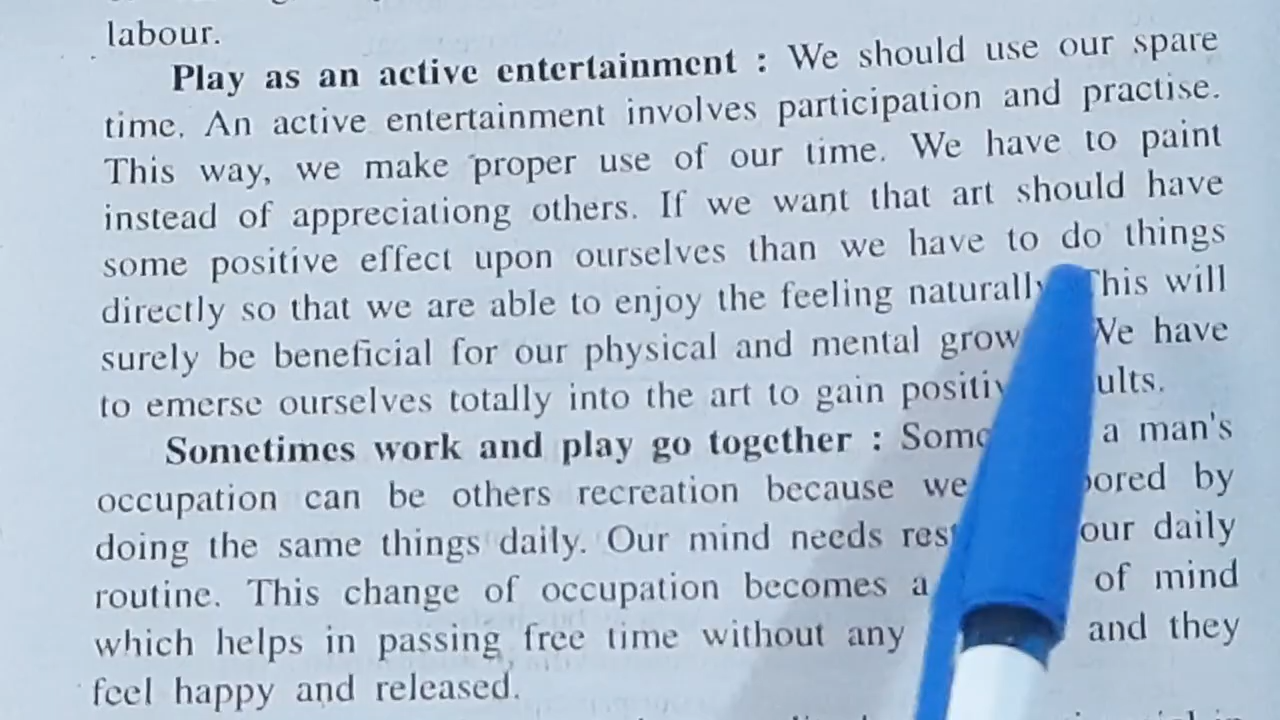 labour.
Play as an active entertainment : We should use our spare
time. An active entertainment involves participation and practise.
This way, we make proper use of our time. We have to paint
instead of appreciationg others. If we want that art should have
some positive effect upon ourselves than we have to do things
directly so that we are able to enjoy the feeling naturally This will
surely be beneficial for our physical and mental We have
to emerse ourselves totally into the art to gain
Sometimes work and play go together : a man's
occupation can be others recreation because we bored by
doing the same things daily. Our mind needs rest our daily
routine. This change of occupation becomes a of mind
which helps in passing free time without any and they
feel happy and released.